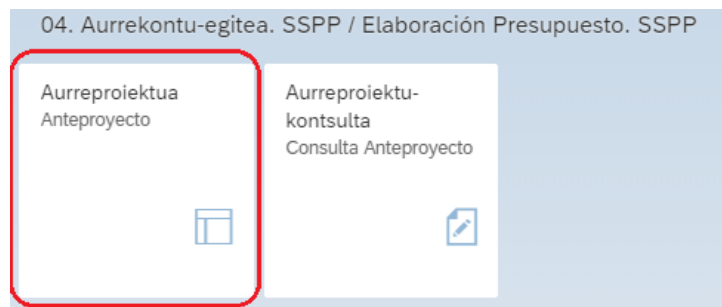 04. Aurrekontu-egitea. SSPP / Elaboración Presupuesto. SSPP
Aurreproiektua
Anteproyecto
Aurreproiektu-
kontsulta
Consulta Anteproyecto